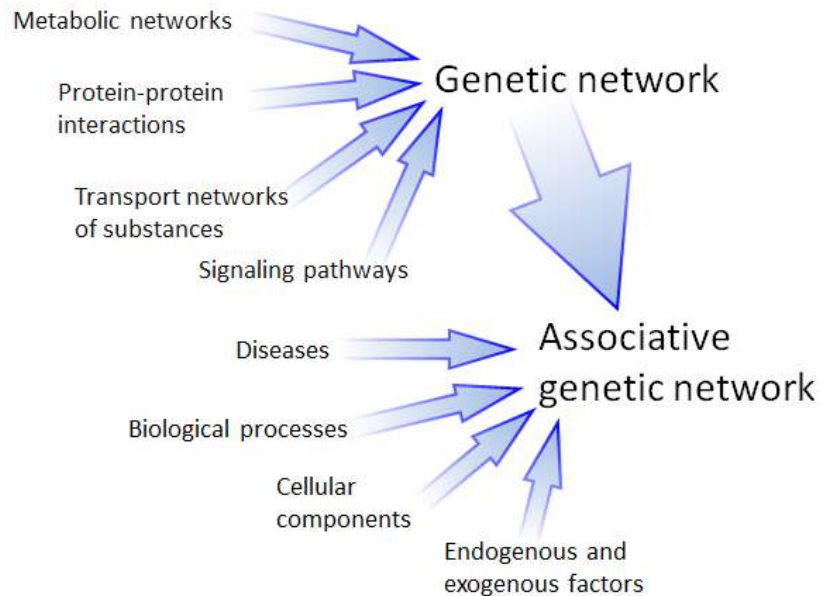 Metabolic networks
Genetic network
Protein-protein
interactions
Transport networks
of substances
Signaling pathways
Associative
genetic network
Diseases
Biological processes
Cellular
components
Endogenous and
exogenous factors